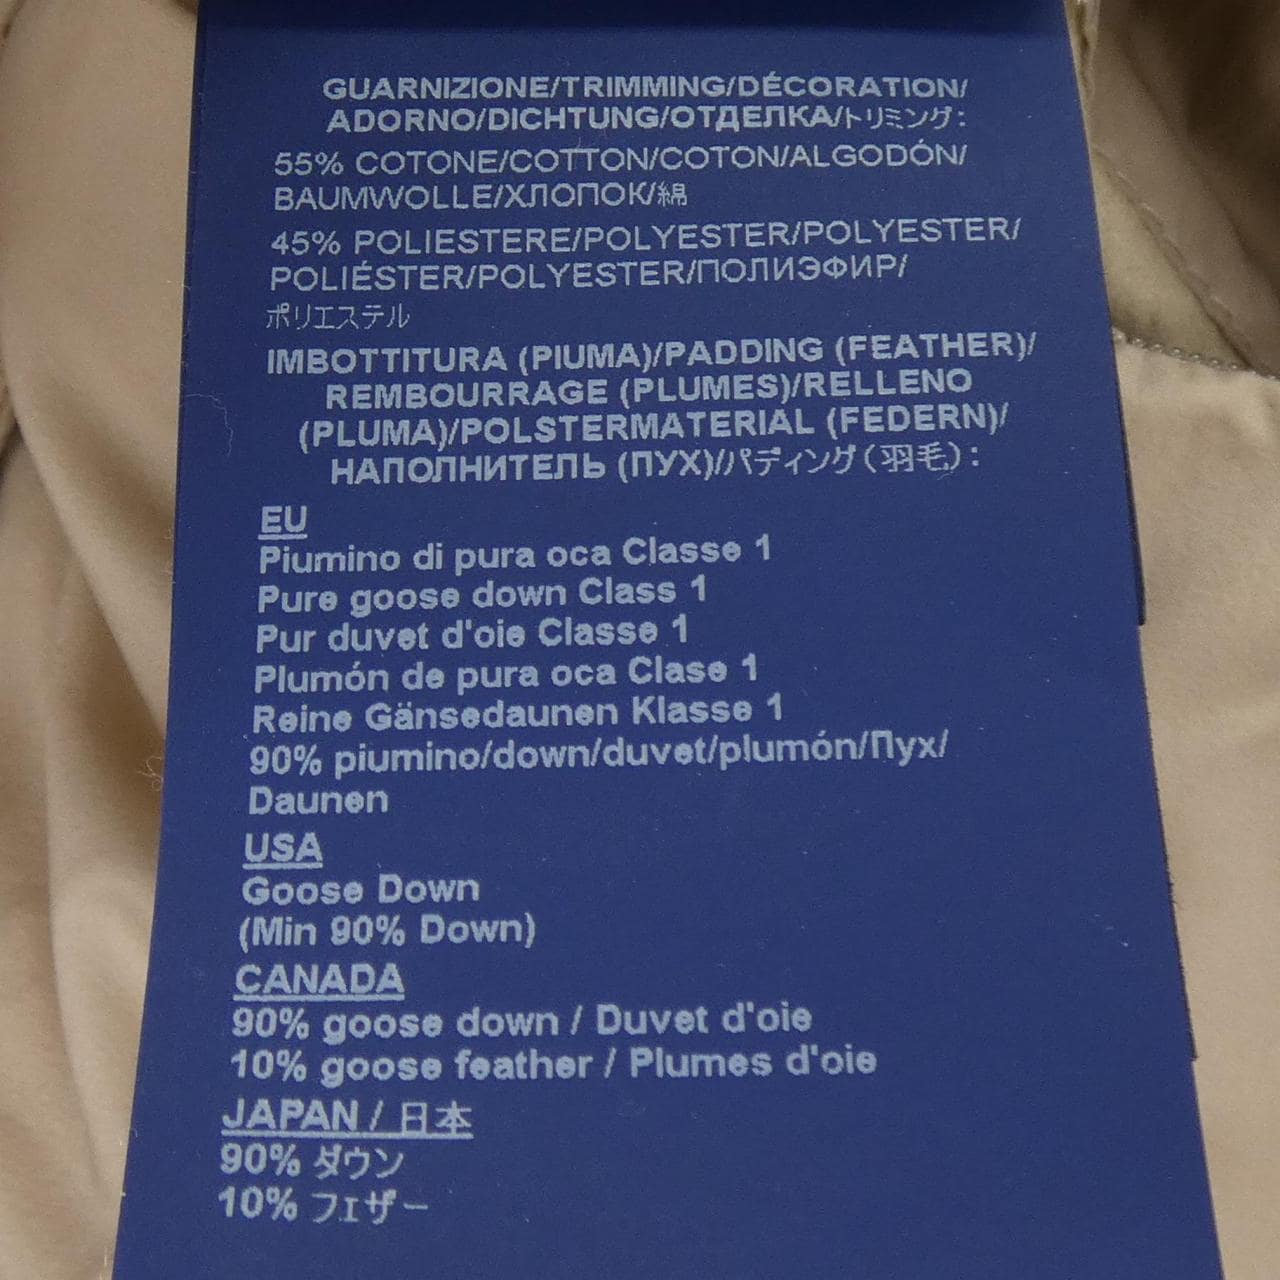 GUARNIZIONE/TRIMMING/DÉCORATION/
ADORNO/DICHTUNG/ОТДЕЛКА/トリミング:
55% COTONE/COTTON/COTON/ALGODÓN/
BAUMWOLLE/ХЛОПОК/綿
45% POLIESTERE/POLYESTER/POLYESTER/
POLIÉSTER/POLYESTER/ПОЛИЭФИР/
ポリエステル
IMBOTTITURA (PIUMA)/PADDING (FEATHER)/
REMBOURRAGE (PLUMES)/RELLENO
(PLUMA)/POLSTERMATERIAL (FEDERN)/
НАПОЛНИТЕЛЬ (ПУХ)//パディング(羽毛):
EU
Piumino di pura oca Classe 1
Pure goose down Class 1
Pur duvet d'oie Classe 1
Plumón de pura oca Clase 1
Reine Gänsedaunen Klasse 1
90% piumino/down/duvet/plumón/Пух/
Daunen
USA
Goose Down
(Min 90% Down)
CANADA
90% goose down / Duvet d'oie
10% goose feather / Plumes d'oie
JAPAN / 日本
90% ダウン
10% フェザー